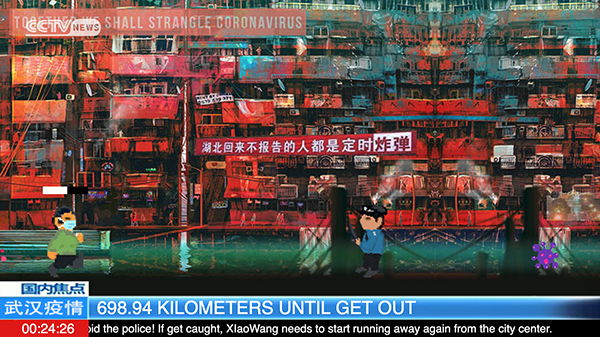 TOGETHER WE SHALL STRANGLE CORONAVIRUS
CCTV NEWS
湖北回来不报告的人都是定时炸弹
国内焦点
武汉疫情
698.94 KILOMETERS UNTIL GET OUT
00:24:26
oid the police! If get caught, XIaoWang needs to start running away again from the city center.